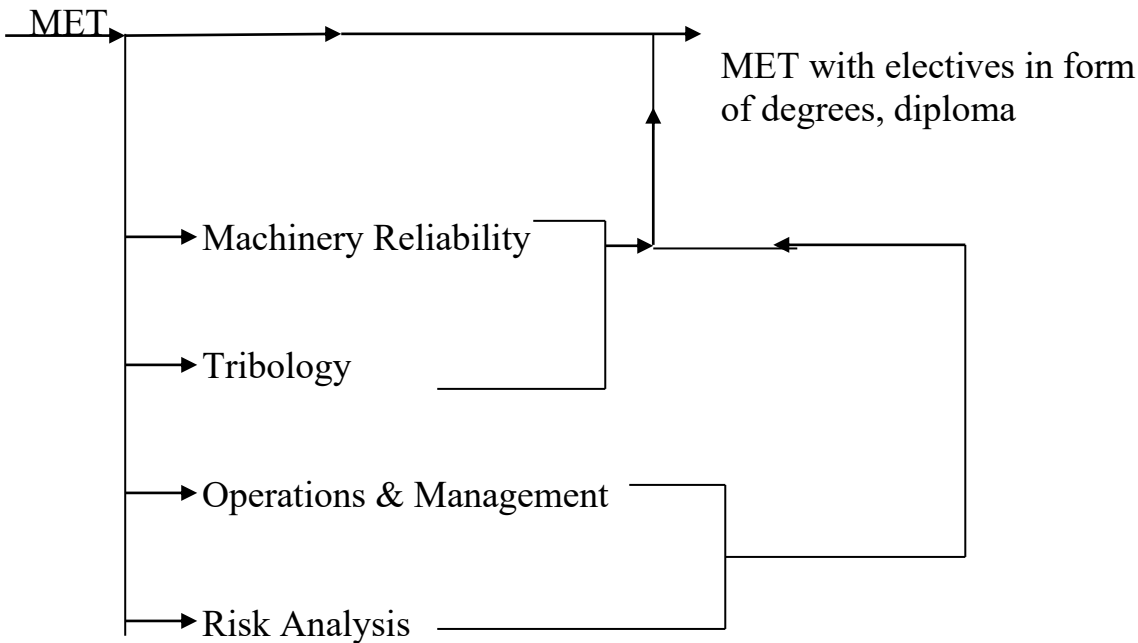 MET
MET with electives in form
of degrees, diploma
Machinery Reliability
Tribology
Operations & Management
Risk Analysis